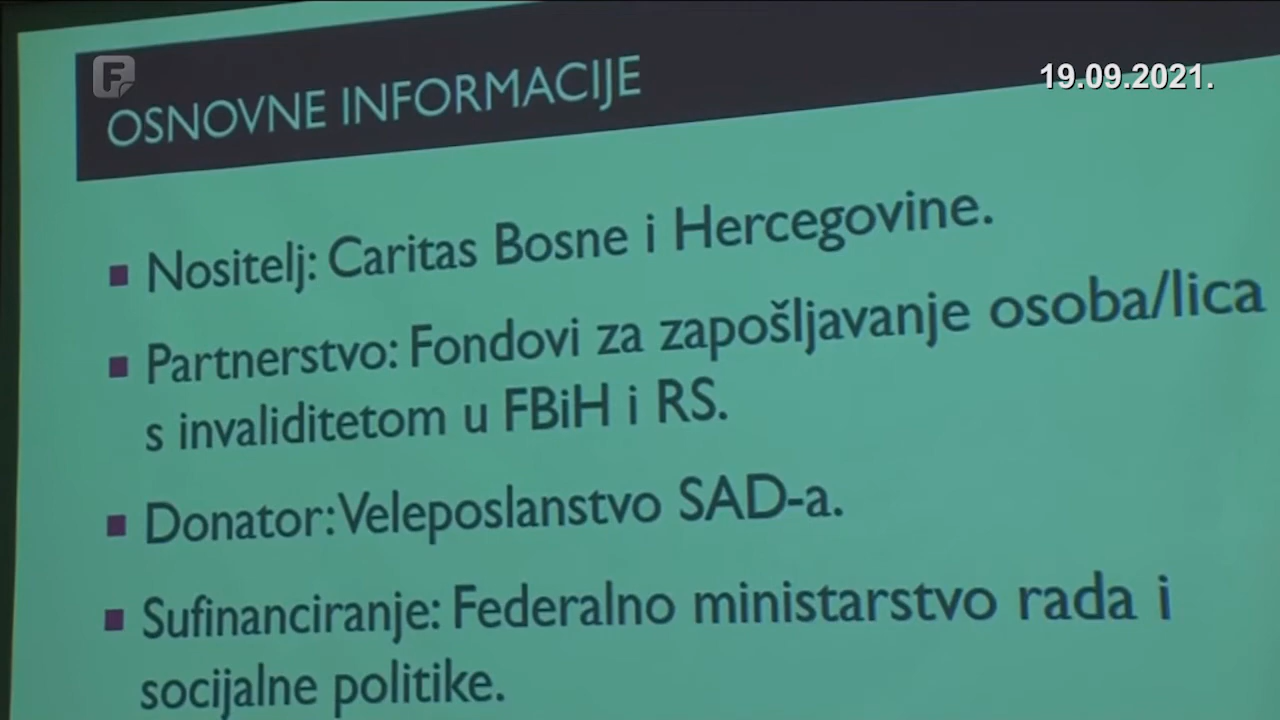 F
19.09.2021.
OSNOVNE INFORMACIJE
Nositelj: Caritas Bosne i Hercegovine.
Partnerstvo: Fondovi za zapošljavanje osoba/lica
s invaliditetom u FBiH i RS.
Donator: Veleposlanstvo SAD-a.
Sufinanciranje: Federalno ministarstvo rada i
socijalne politike.